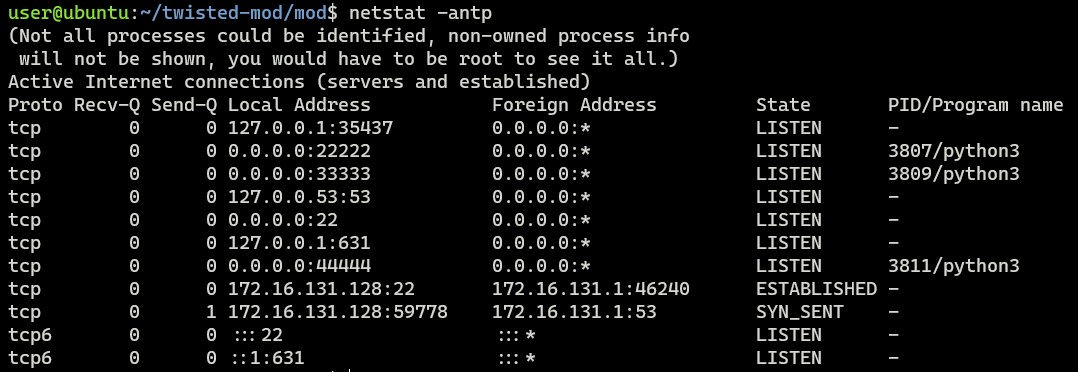 user@ubuntu:~/twisted-mod/mod$ netstat -antp
(Not all processes could be identified, non-owned process info
 will not be shown, you would have to be root to see it all.)
Active Internet connections (servers and established)
Proto Recv-Q Send-Q Local Address           Foreign Address         State       PID/Program name
tcp        0      0 127.0.0.1:35437         0.0.0.0:*               LISTEN      -
tcp        0      0 0.0.0.0:22222           0.0.0.0:*               LISTEN      3807/python3
tcp        0      0 0.0.0.0:33333           0.0.0.0:*               LISTEN      3809/python3
tcp        0      0 127.0.0.53:53           0.0.0.0:*               LISTEN      -
tcp        0      0 0.0.0.0:22              0.0.0.0:*               LISTEN      -
tcp        0      0 127.0.0.1:631           0.0.0.0:*               LISTEN      -
tcp        0      0 0.0.0.0:44444           0.0.0.0:*               LISTEN      3811/python3
tcp        0      0 172.16.131.128:22       172.16.131.1:46240      ESTABLISHED -
tcp        0      1 172.16.131.128:59778    172.16.131.1:53         SYN_SENT    -
tcp6       0      0 :::22                   :::*                    LISTEN      -
tcp6       0      0 ::1:631                 :::*                    LISTEN      -